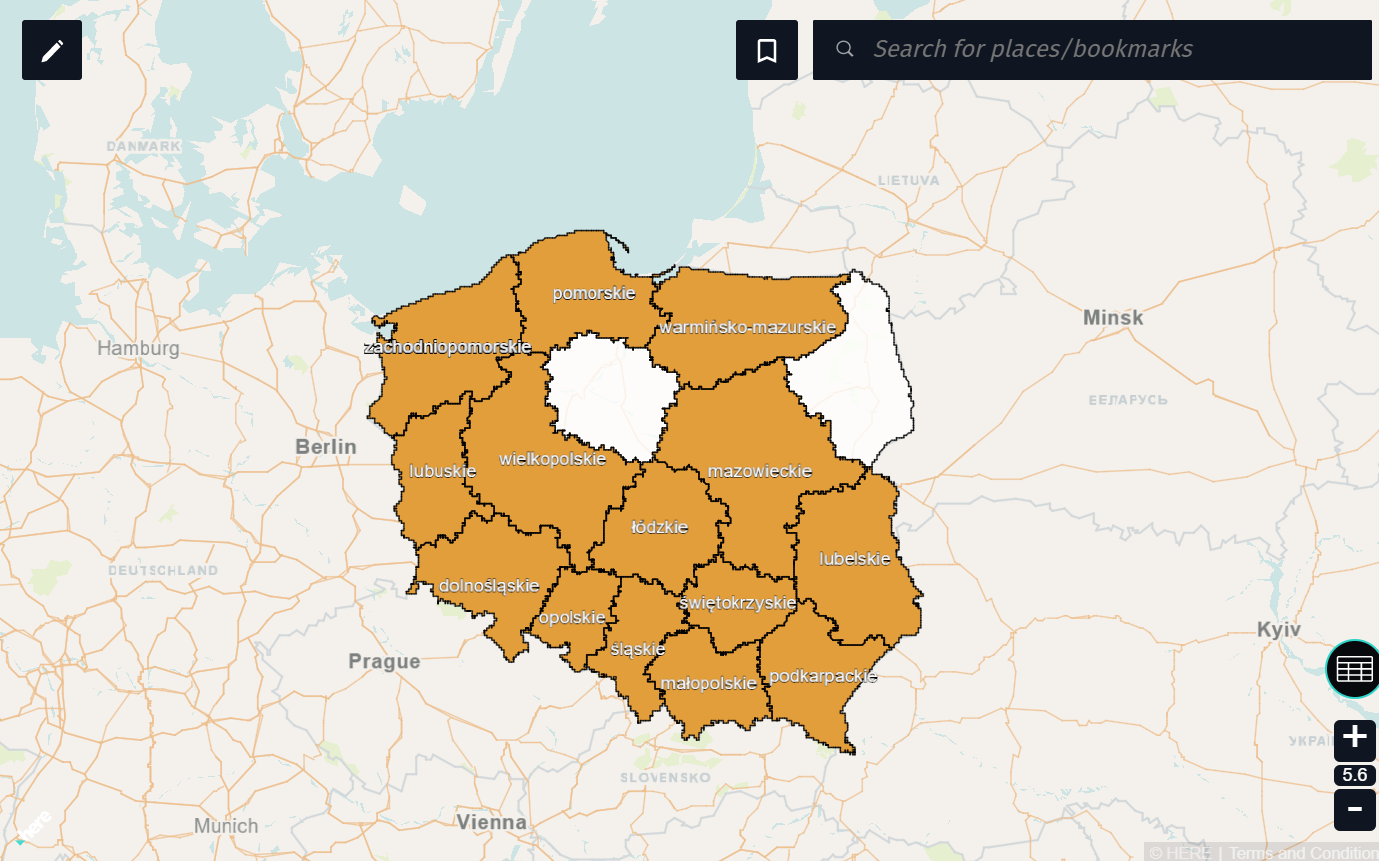 Search for places/bookmarks
DANMARK
LIETUVA
pomorskie
Minsk
warmińsko-mazurskie
Hamburg
zachodniopomorskie
БЕЛАРУСЬ
Berlin
wielkopolskie
lubuskie
mazowieckie
łódzkie
lubelskie
DEUTSCHLAND
dolnośląskie
świętokrzyskie
opolskie
Kyiv
śląskie
Prague
podkarpackie
małopolskie
+
УКРАЇ
SLOVENSKO
5.6
-
here
Vienna
Munich
© HERE | Terms and Condition